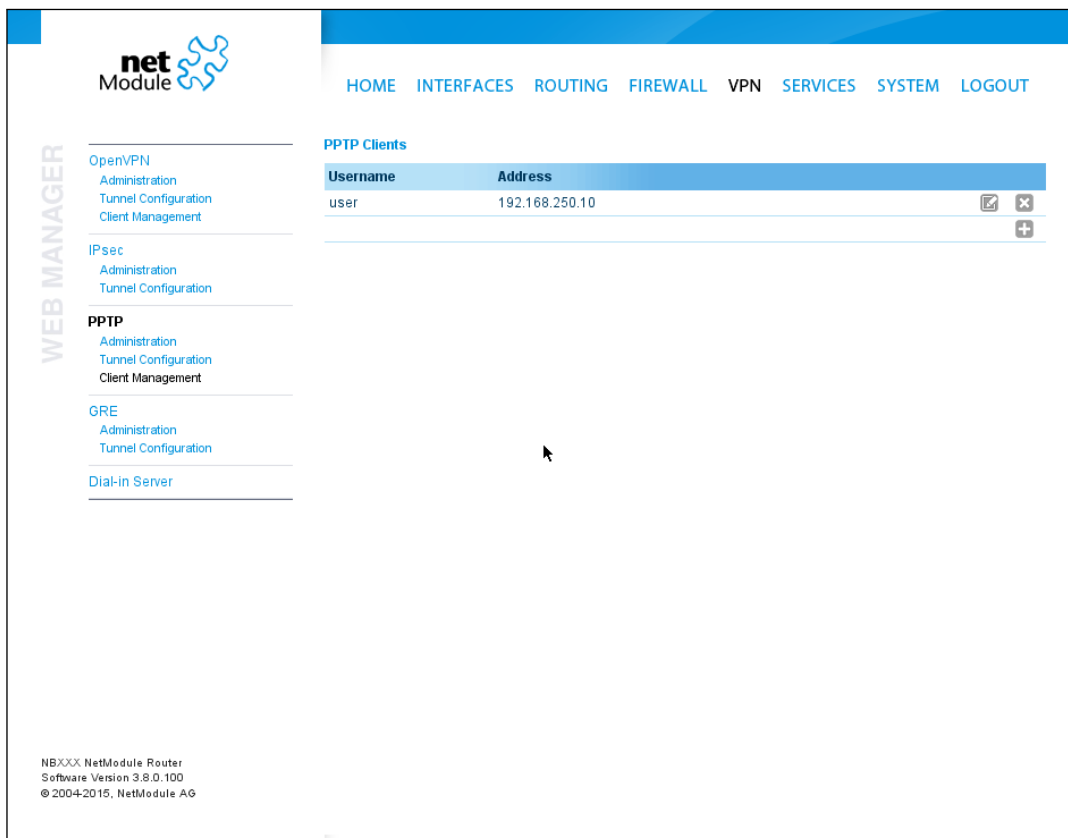 net
Module
HOME INTERFACES ROUTING FIREWALL VPN SERVICES SYSTEM LOGOUT
WEB MANAGER
OpenVPN
Administration
Tunnel Configuration
Client Management
IPsec
Administration
Tunnel Configuration
PPTP
Administration
Tunnel Configuration
Client Management
GRE
Administration
Tunnel Configuration
Dial-in Server
PPTP Clients
Username Address
user 192.168.250.10
NBXXX NetModule Router
Software Version 3.8.0.100
© 2004-2015, NetModule AG